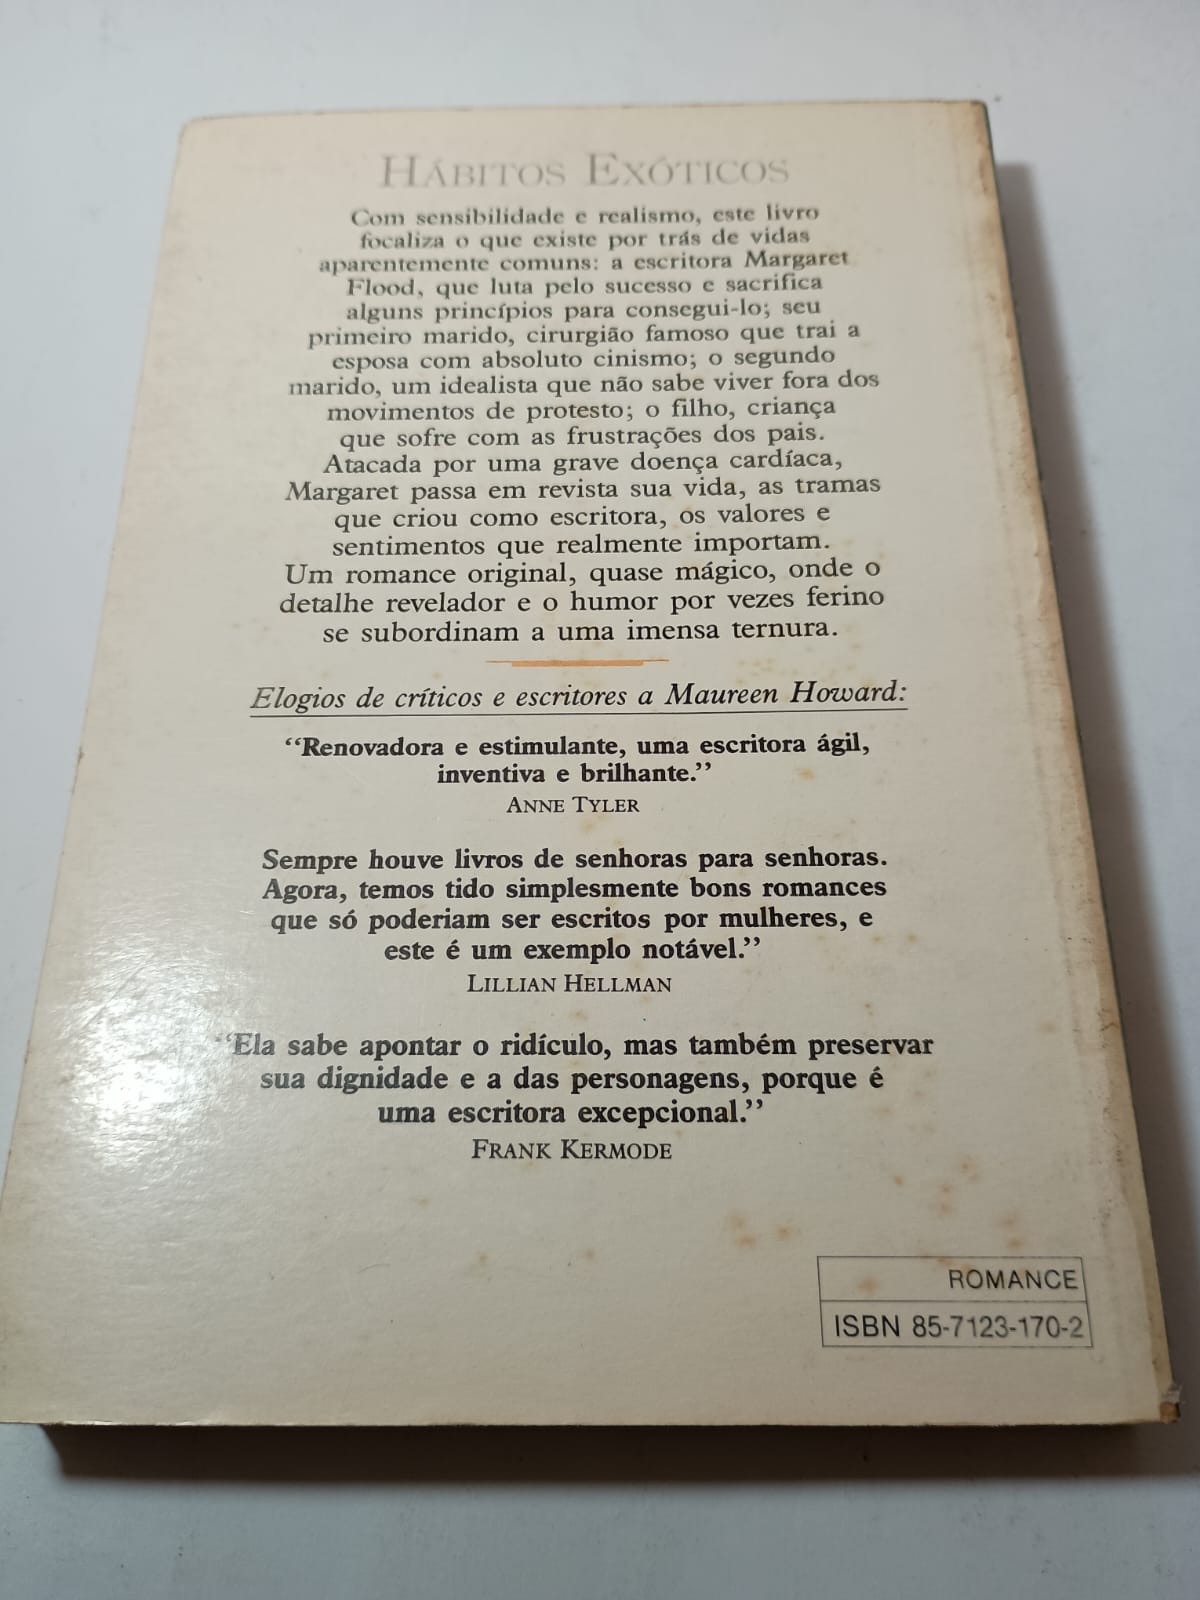 HÁBITOS EXÓTICOS
Com sensibilidade e realismo, este livro
focaliza o que existe por trás de vidas
aparentemente comuns: a escritora Margaret
Flood, que luta pelo sucesso e sacrifica
alguns princípios para consegui-lo; seu
primeiro marido, cirurgião famoso que trai a
esposa com absoluto cinismo; o segundo
marido, um idealista que não sabe viver fora dos
movimentos de protesto; o filho, criança
que sofre com as frustrações dos pais.
Atacada por uma grave doença cardíaca,
Margaret passa em revista sua vida, as tramas
que criou como escritora, os valores e
sentimentos que realmente importam.
Um romance original, quase mágico, onde o
detalhe revelador e o humor por vezes ferino
se subordinam a uma imensa ternura.
Elogios de críticos e escritores a Maureen Howard:
“Renovadora e estimulante, uma escritora ágil,
inventiva e brilhante.”
ANNE TYLER
Sempre houve livros de senhoras para senhoras.
Agora, temos tido simplesmente bons romances
que só poderiam ser escritos por mulheres, e
este é um exemplo notável.”
LILLIAN HELLMAN
“Ela sabe apontar o ridículo, mas também preservar
sua dignidade e a das personagens, porque é
uma escritora excepcional.”
FRANK KERMODE
ROMANCE
ISBN 85-7123-170-2